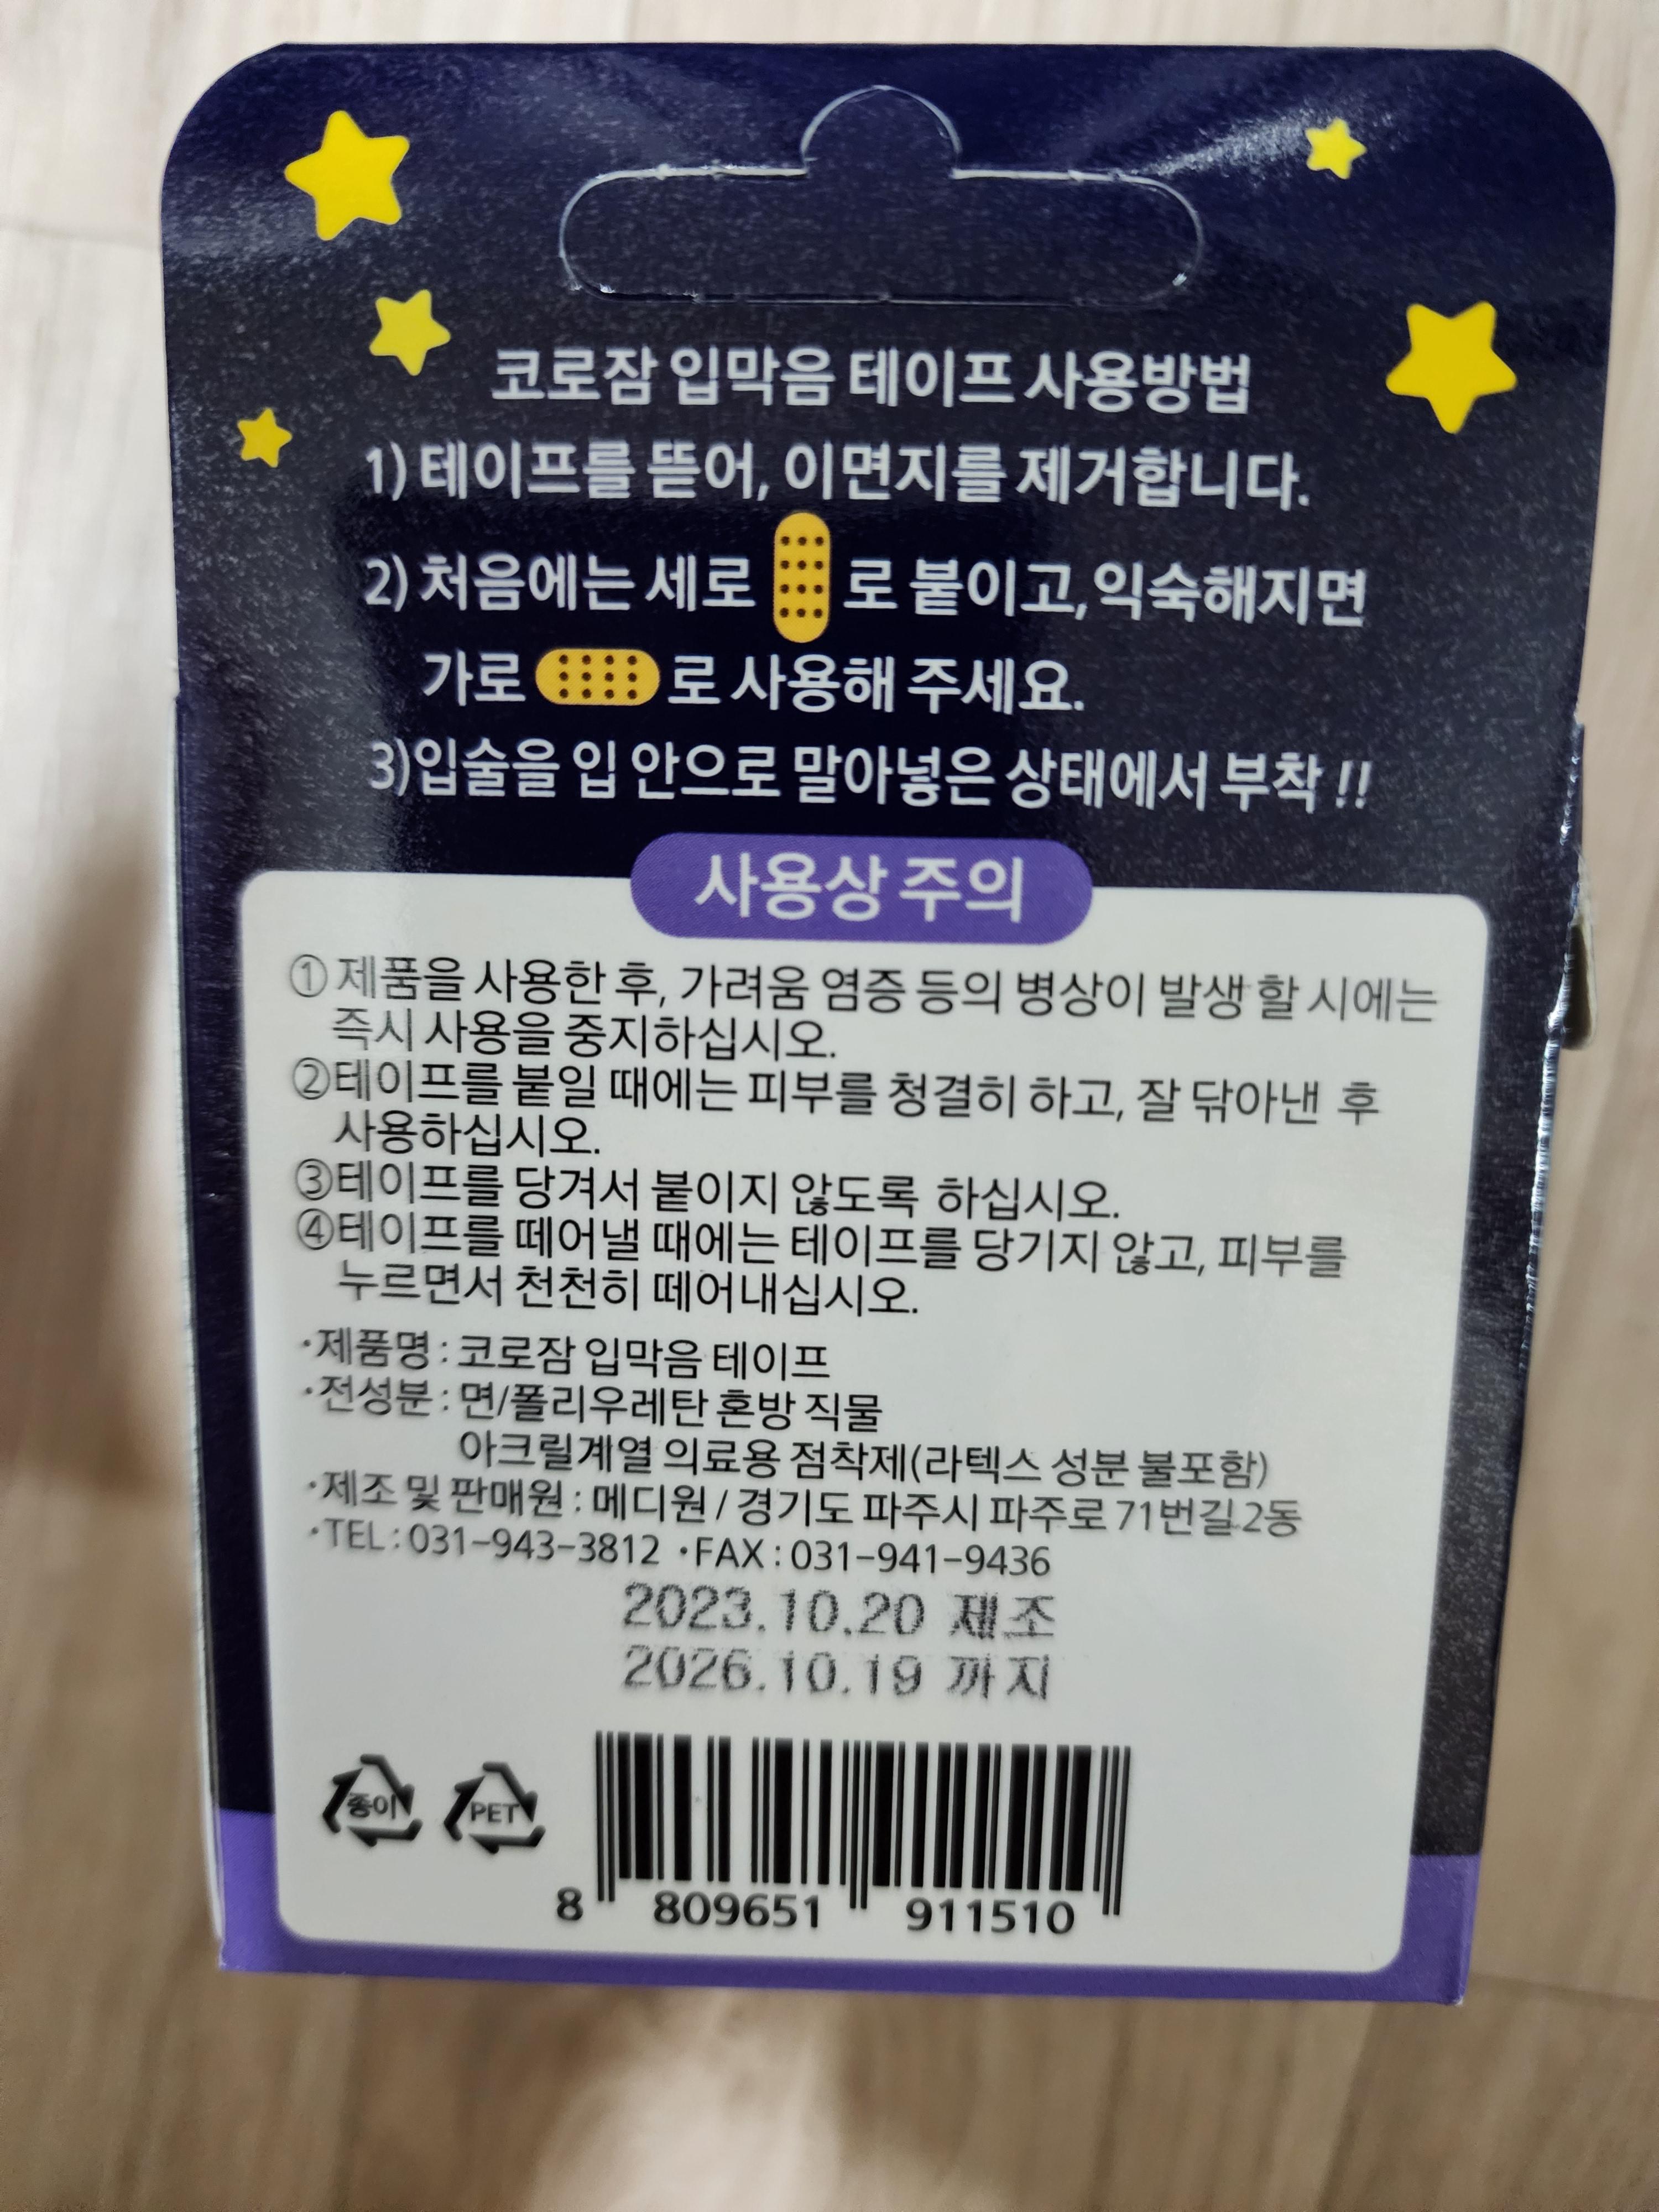 코로잠 입막음 테이프 사용방법
1) 테이프를 뜯어, 이면지를 제거합니다.
2) 처음에는 세로 로 붙이고, 익숙해지면
가로 로 사용해 주세요.
3)입술을 입 안으로 말아넣은 상태에서 부착 !!
사용상 주의
① 제품을 사용한 후, 가려움 염증 등의 병상이 발생 할 시에는
즉시 사용을 중지하십시오.
②테이프를 붙일 때에는 피부를 청결히 하고, 잘 닦아낸 후
사용하십시오.
③테이프를 당겨서 붙이지 않도록 하십시오.
④테이프를 떼어낼 때에는 테이프를 당기지 않고, 피부를
누르면서 천천히 떼어내십시오.
·제품명 : 코로잠 입막음 테이프
·전성분 : 면/폴리우레탄 혼방 직물
아크릴계열 의료용 점착제(라텍스 성분 불포함)
·제조 및 판매원 : 메디원 / 경기도 파주시 파주로 71번길 2동
·TEL : 031-943-3812 ·FAX : 031-941-9436
2023.10.20 제조
2026.10.19 까지
종이 PET
8 809651 911510